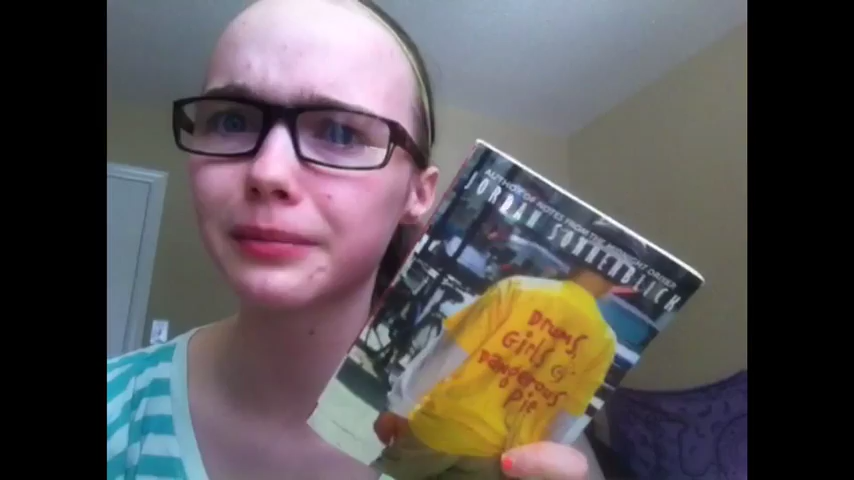 AUTHOR OF NOTES FROM THE MIDNIGHT DRIVER
JORDAN SONNENBLICK
Drums,
Girls &
Dangerous
Pie